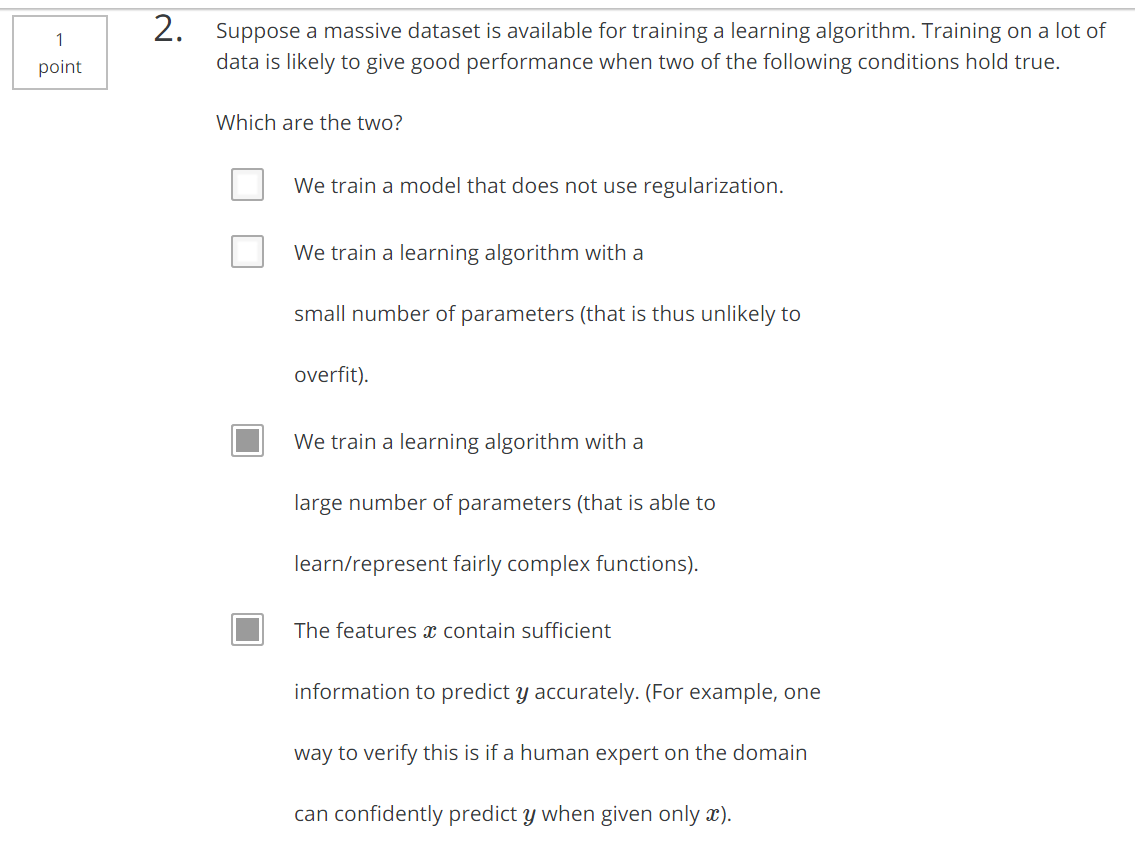 1
point
2.
Suppose a massive dataset is available for training a learning algorithm. Training on a lot of
data is likely to give good performance when two of the following conditions hold true.
Which are the two?
We train a model that does not use regularization.
We train a learning algorithm with a
small number of parameters (that is thus unlikely to
overfit).
We train a learning algorithm with a
large number of parameters (that is able to
learn/represent fairly complex functions).
The features x contain sufficient
information to predict y accurately. (For example, one
way to verify this is if a human expert on the domain
can confidently predict y when given only x).